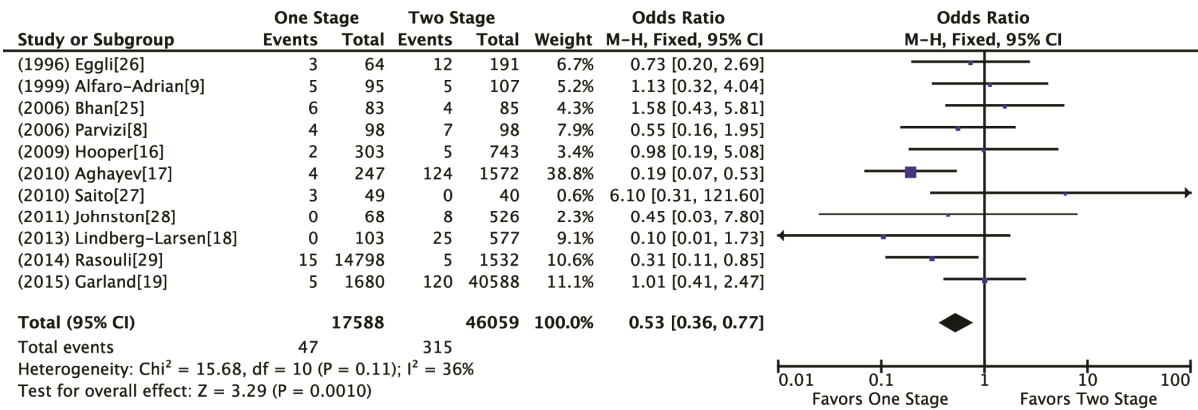 One Stage Two Stage Odds Ratio Odds Ratio
Study or Subgroup Events Total Events Total Weight M-H, Fixed, 95% CI M-H, Fixed, 95% CI
(1996) Eggli[26] 3 64 12 191 6.7% 0.73 [0.20, 2.69]
(1999) Alfaro-Adrian[9] 5 95 5 107 5.2% 1.13 [0.32, 4.04]
(2006) Bhan[25] 6 83 4 85 4.3% 1.58 [0.43, 5.81]
(2006) Parvizi[8] 4 98 7 98 7.9% 0.55 [0.16, 1.95]
(2009) Hooper[16] 2 303 5 743 3.4% 0.98 [0.19, 5.08]
(2010) Aghayev[17] 4 247 124 1572 38.8% 0.19 [0.07, 0.53]
(2010) Saito[27] 3 49 0 40 0.6% 6.10 [0.31, 121.60]
(2011) Johnston[28] 0 68 8 526 2.3% 0.45 [0.03, 7.80]
(2013) Lindberg-Larsen[18] 0 103 25 577 9.1% 0.10 [0.01, 1.73]
(2014) Rasouli[29] 15 14798 5 1532 10.6% 0.31 [0.11, 0.85]
(2015) Garland[19] 5 1680 120 40588 11.1% 1.01 [0.41, 2.47]
Total (95% CI) 17588 46059 100.0% 0.53 [0.36, 0.77]
Total events 47 315
Heterogeneity: Chi² = 15.68, df = 10 (P = 0.11); I² = 36%
Test for overall effect: Z = 3.29 (P = 0.0010)
0.01 0.1 1 10 100
Favors One Stage Favors Two Stage